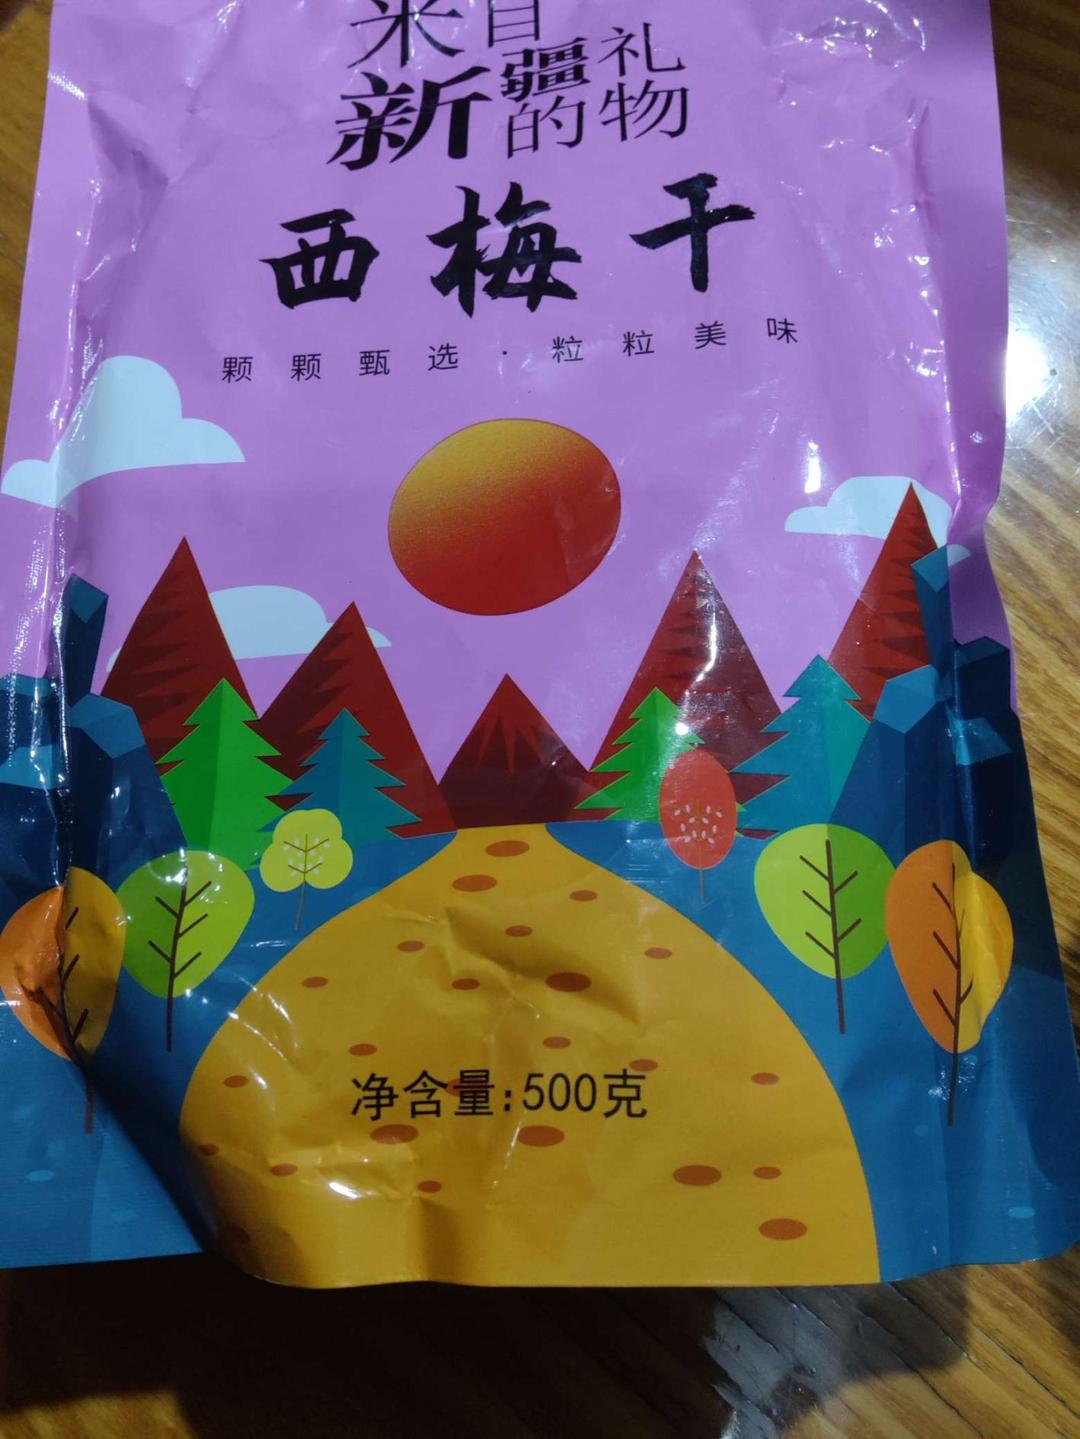 来自
新疆的礼物
西梅干
颗颗甄选·粒粒美味
净含量:500克